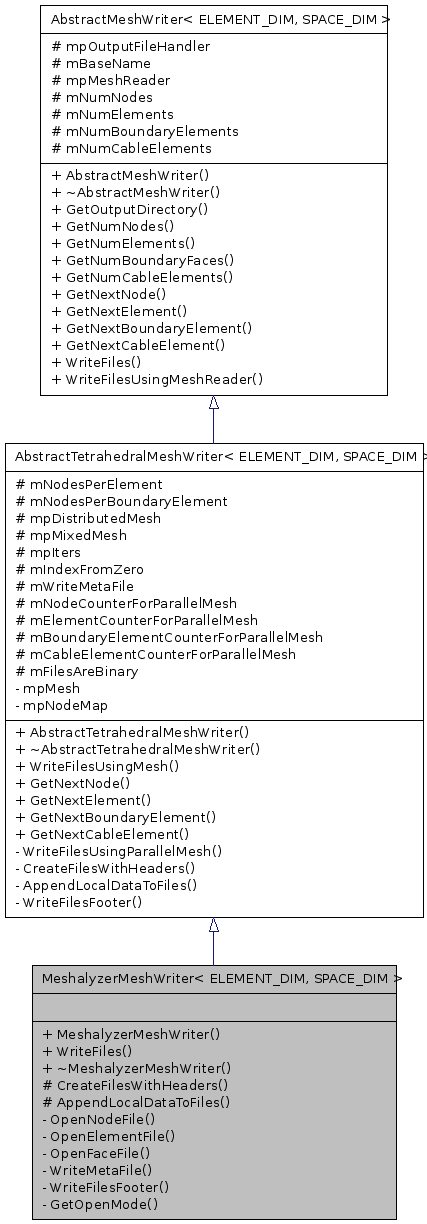 AbstractMeshWriter< ELEMENT_DIM, SPACE_DIM >
# mpOutputFileHandler
# mBaseName
# mpMeshReader
# mNumNodes
# mNumElements
# mNumBoundaryElements
# mNumCableElements
+ AbstractMeshWriter()
+ ~AbstractMeshWriter()
+ GetOutputDirectory()
+ GetNumNodes()
+ GetNumElements()
+ GetNumBoundaryFaces()
+ GetNumCableElements()
+ GetNextNode()
+ GetNextElement()
+ GetNextBoundaryElement()
+ GetNextCableElement()
+ WriteFiles()
+ WriteFilesUsingMeshReader()
AbstractTetrahedralMeshWriter< ELEMENT_DIM, SPACE_DIM >
# mNodesPerElement
# mNodesPerBoundaryElement
# mpDistributedMesh
# mpMixedMesh
# mpIters
# mIndexFromZero
# mWriteMetaFile
# mNodeCounterForParallelMesh
# mElementCounterForParallelMesh
# mBoundaryElementCounterForParallelMesh
# mCableElementCounterForParallelMesh
# mFilesAreBinary
- mpMesh
- mpNodeMap
+ AbstractTetrahedralMeshWriter()
+ ~AbstractTetrahedralMeshWriter()
+ WriteFilesUsingMesh()
+ GetNextNode()
+ GetNextElement()
+ GetNextBoundaryElement()
+ GetNextCableElement()
- WriteFilesUsingParallelMesh()
- CreateFilesWithHeaders()
- AppendLocalDataToFiles()
- WriteFilesFooter()
MeshalyzerMeshWriter< ELEMENT_DIM, SPACE_DIM >
+ MeshalyzerMeshWriter()
+ WriteFiles()
+ ~MeshalyzerMeshWriter()
# CreateFilesWithHeaders()
# AppendLocalDataToFiles()
- OpenNodeFile()
- OpenElementFile()
- OpenFaceFile()
- WriteMetaFile()
- WriteFilesFooter()
- GetOpenMode()